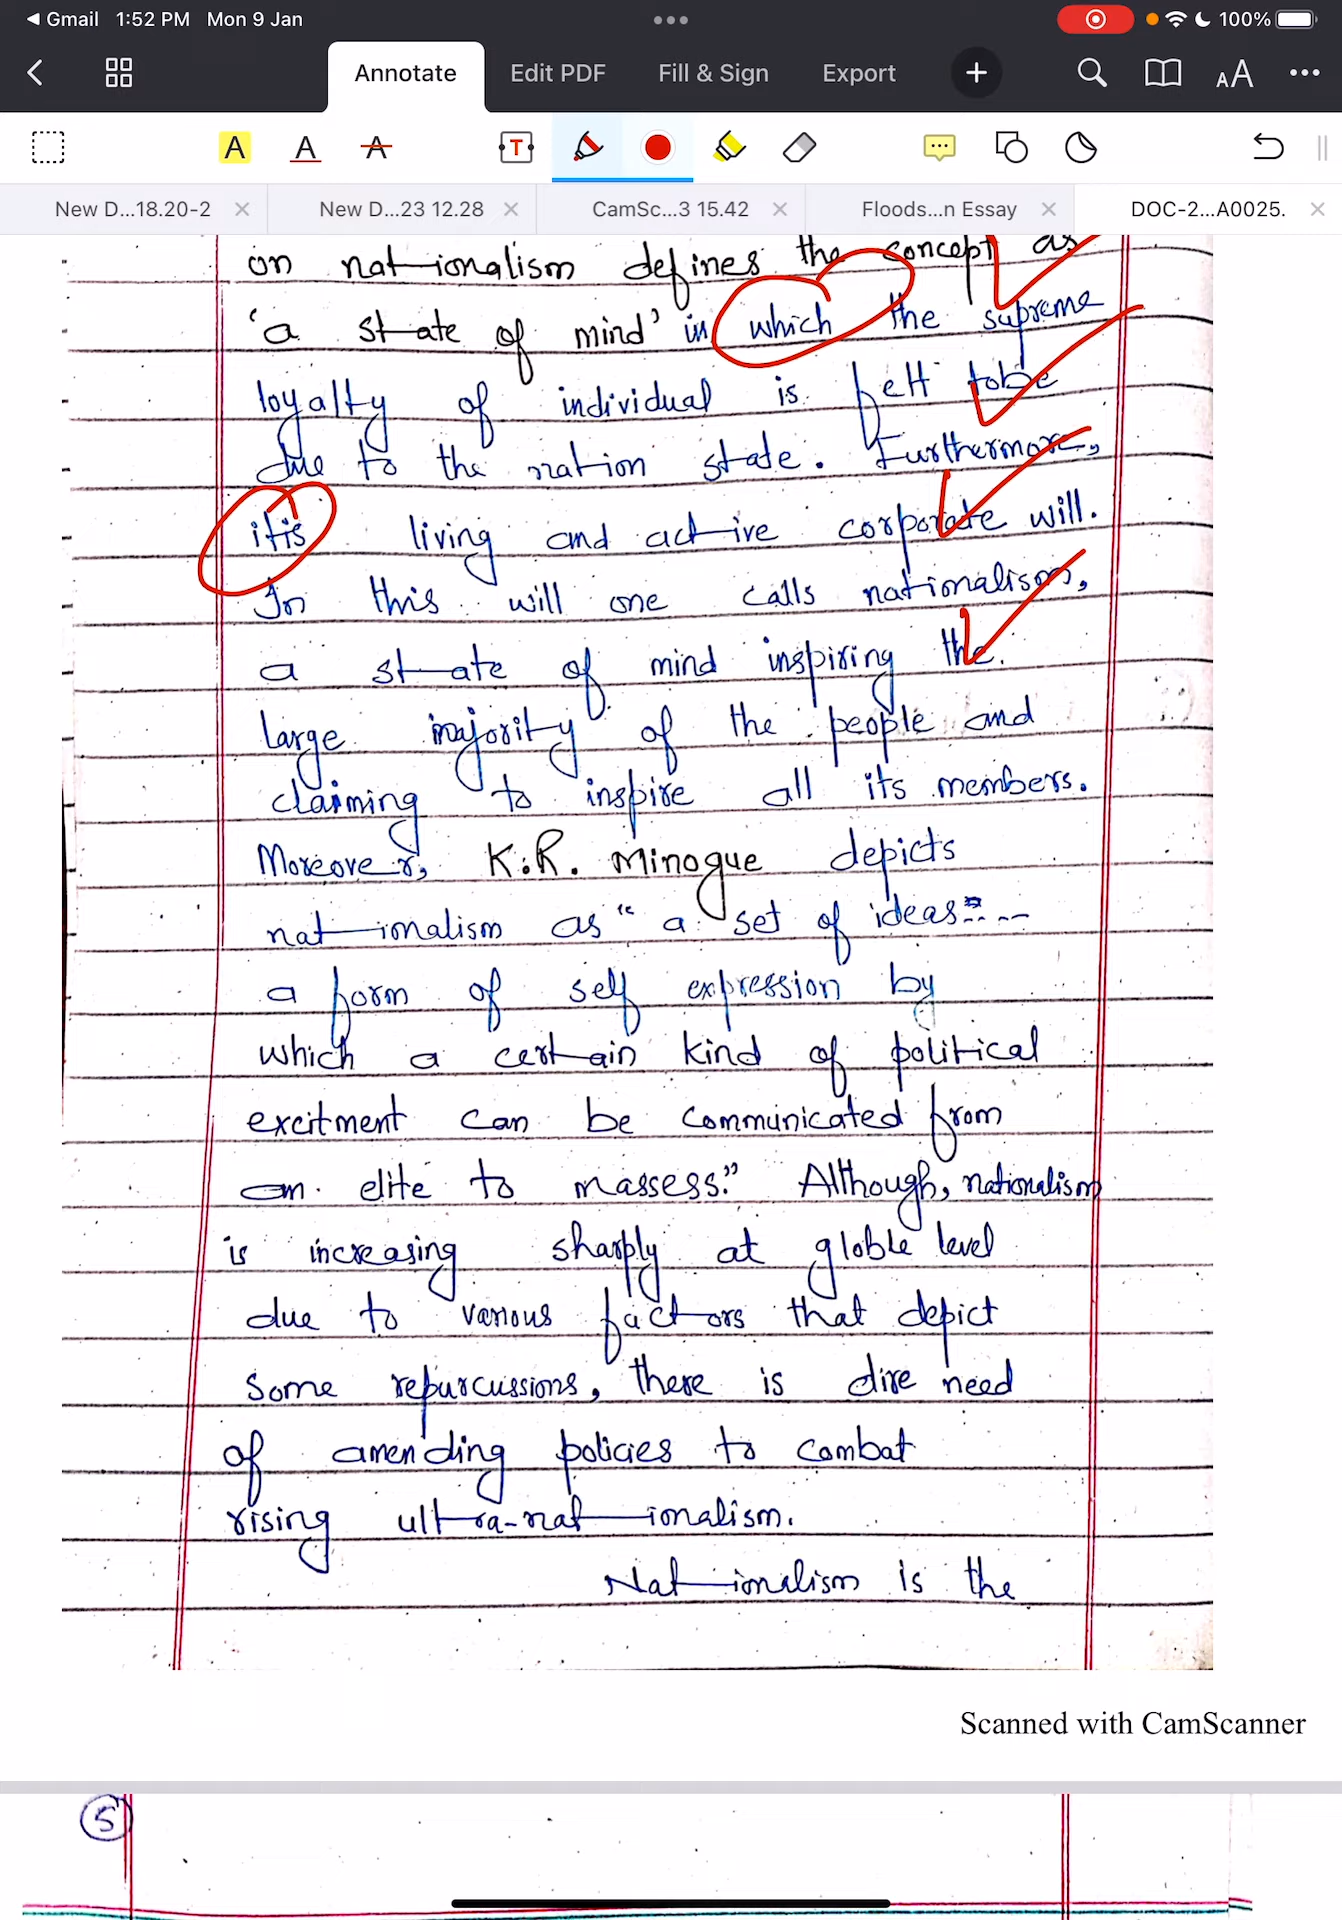 Gmail 1:52 PM Mon 9 Jan 100%
Annotate Edit PDF Fill & Sign Export
New D...18.20-2 New D...23 12.28 CamSc...3 15.42 Floods...n Essay DOC-2...A0025.
on nationalism defines the concept as
'a state of mind' in which the supreme
loyalty of individual is felt tobe
due to the nation state. Furthermore,
itis living and active corporate will.
In this will one calls nationalism,
a state of mind inspiring the.
large majority of the people and
claiming to inspire all its members.
Moreover, K.R. Minogue depicts
nationalism as "a set of ideas....
a form of self expression by
which a certain kind of political
excitment can be communicated from
an elite to massess." Although, nationalism
is increasing sharply at globle level
due to various factors that depict
some repurcussions, there is dire need
of amending policies to combat
rising ultra-nationalism.
Nationalism is the
Scanned with CamScanner
5